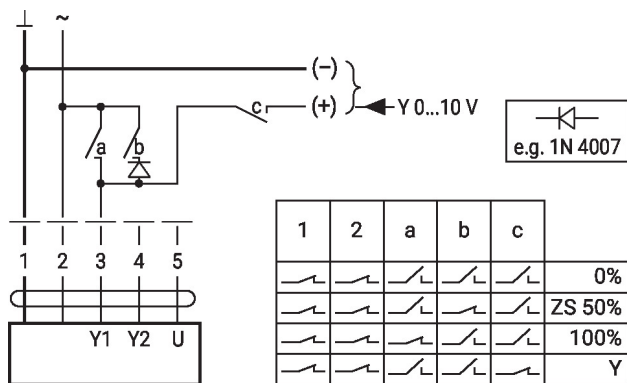 ⊥ ~
(–)
c (+) Y 0...10 V
a b
e.g. 1N 4007
1 2 3 4 5
Y1 Y2 U
1 2 a b c
0%
ZS 50%
100%
Y